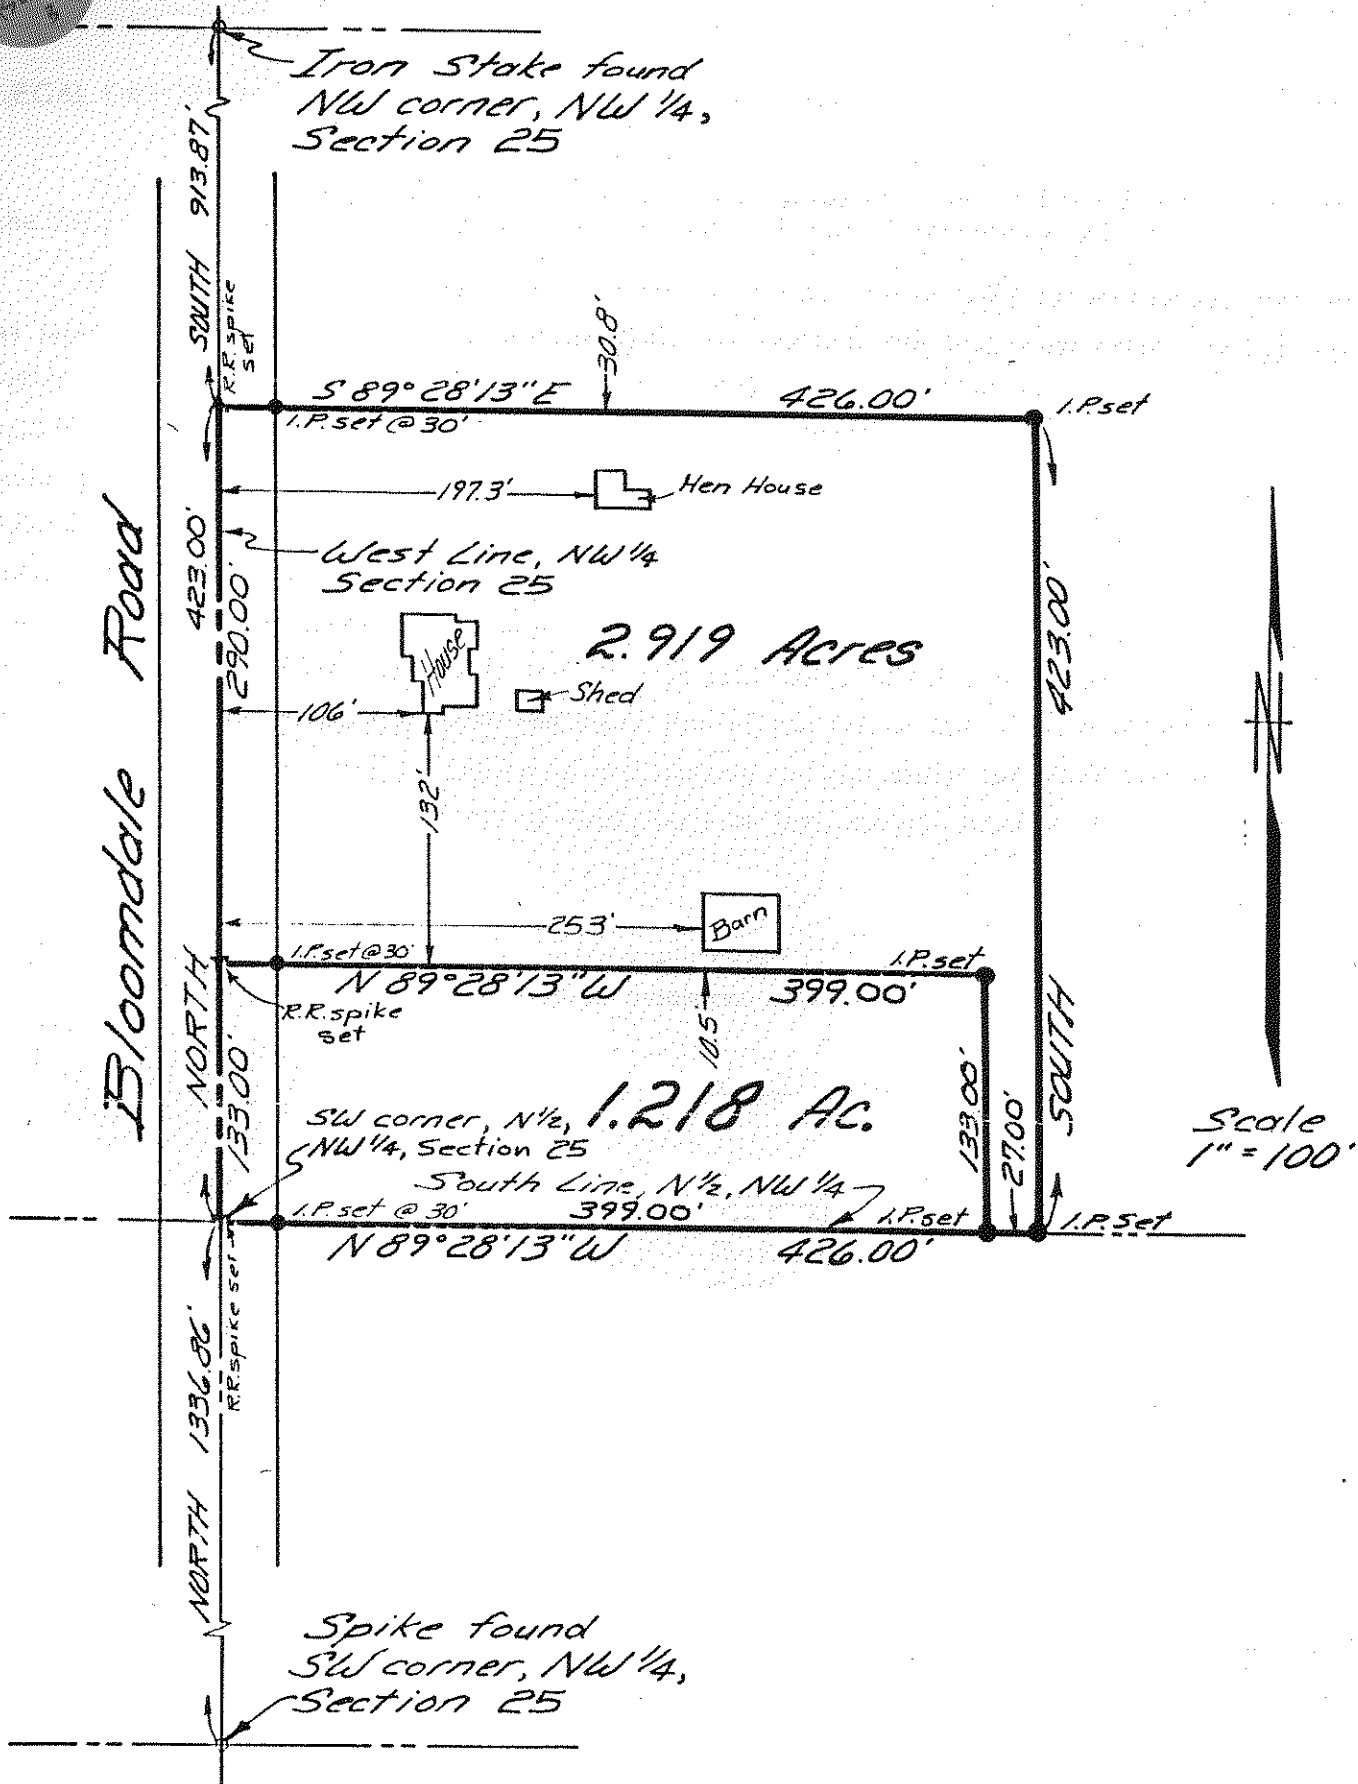 Iron Stake found
NW corner, NW 1/4,
Section 25
SOUTH 913.87'
R.R. spike
set
30.8'
S 89° 28' 13" E
426.00'
I.P. set
I.P. set @ 30'
197.3'
Hen House
West Line, NW 1/4
Section 25
423.00'
290.00'
House
2.919 Acres
Shed
106'
132'
423.00'
Bloomdale Road
253'
Barn
I.P. set @ 30'
I.P. set
N 89° 28' 13" W
399.00'
R.R. spike
set
10.5'
NORTH
133.00'
1.218 Ac.
SW corner, N 1/2,
NW 1/4, Section 25
South Line, N 1/2, NW 1/4
133.00'
27.00'
SOUTH
Scale
1" = 100'
N
I.P. set @ 30'
399.00'
I.P. set
I.P. Set
N 89° 28' 13" W
426.00'
R.R. spike set
NORTH 1336.86'
Spike found
SW corner, NW 1/4,
Section 25